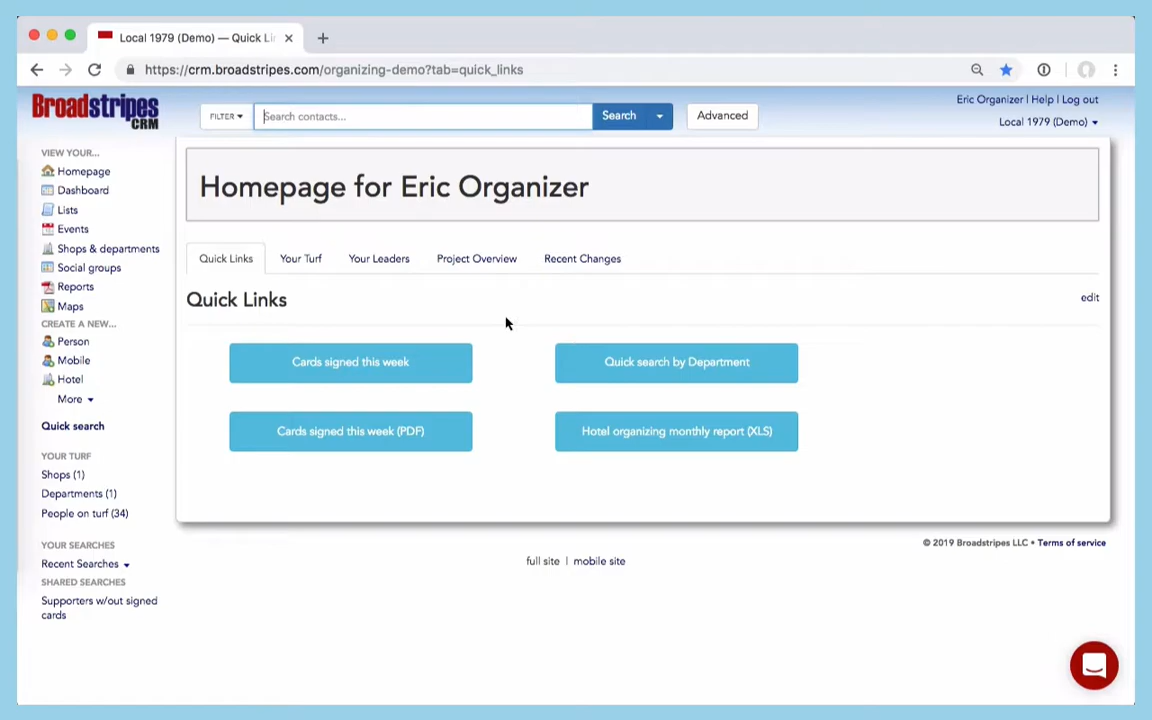 Local 1979 (Demo) — Quick Li
https://crm.broadstripes.com/organizing-demo?tab=quick_links
Broadstripes CRM
FILTER
Search contacts...
Search
Advanced
Eric Organizer | Help | Log out
Local 1979 (Demo)
VIEW YOUR...
Homepage
Dashboard
Lists
Events
Shops & departments
Social groups
Reports
Maps
CREATE A NEW...
Person
Mobile
Hotel
More
Quick search
YOUR TURF
Shops (1)
Departments (1)
People on turf (34)
YOUR SEARCHES
Recent Searches
SHARED SEARCHES
Supporters w/out signed
cards
Homepage for Eric Organizer
Quick Links
Your Turf
Your Leaders
Project Overview
Recent Changes
Quick Links
edit
Cards signed this week
Quick search by Department
Cards signed this week (PDF)
Hotel organizing monthly report (XLS)
© 2019 Broadstripes LLC • Terms of service
full site | mobile site